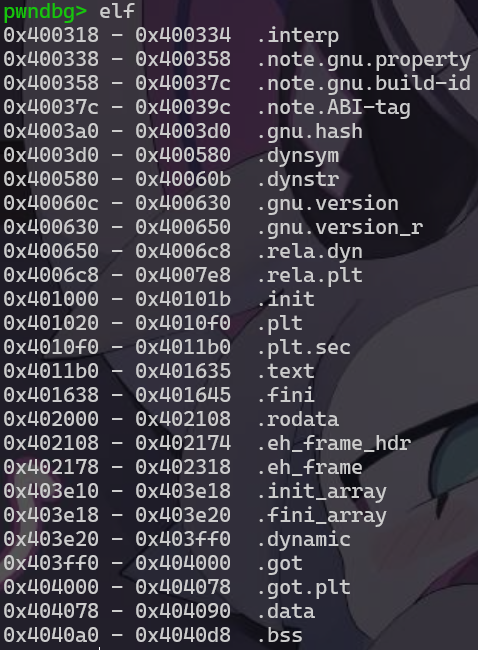 pwndbg> elf
0x400318 - 0x400334  .interp
0x400338 - 0x400358  .note.gnu.property
0x400358 - 0x40037c  .note.gnu.build-id
0x40037c - 0x40039c  .note.ABI-tag
0x4003a0 - 0x4003d0  .gnu.hash
0x4003d0 - 0x400580  .dynsym
0x400580 - 0x40060b  .dynstr
0x40060c - 0x400630  .gnu.version
0x400630 - 0x400650  .gnu.version_r
0x400650 - 0x4006c8  .rela.dyn
0x4006c8 - 0x4007e8  .rela.plt
0x401000 - 0x40101b  .init
0x401020 - 0x4010f0  .plt
0x4010f0 - 0x4011b0  .plt.sec
0x4011b0 - 0x401635  .text
0x401638 - 0x401645  .fini
0x402000 - 0x402108  .rodata
0x402108 - 0x402174  .eh_frame_hdr
0x402178 - 0x402318  .eh_frame
0x403e10 - 0x403e18  .init_array
0x403e18 - 0x403e20  .fini_array
0x403e20 - 0x403ff0  .dynamic
0x403ff0 - 0x404000  .got
0x404000 - 0x404078  .got.plt
0x404078 - 0x404090  .data
0x4040a0 - 0x4040d8  .bss